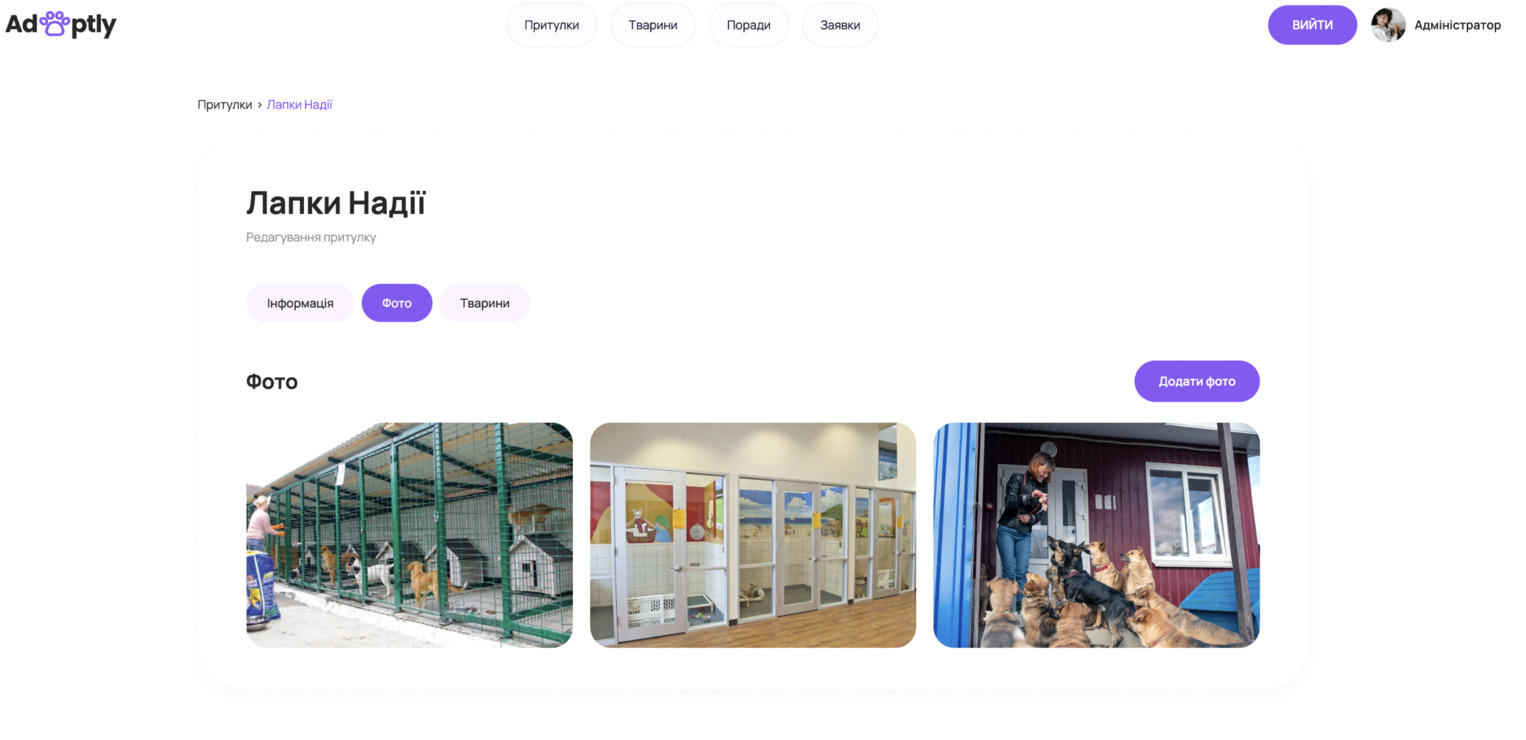 Adoptly
Притулки
Тварини
Поради
Заявки
ВИЙТИ
Адміністратор
Притулки › Лапки Надії
Лапки Надії
Редагування притулку
Інформація
Фото
Тварини
Фото
Додати фото